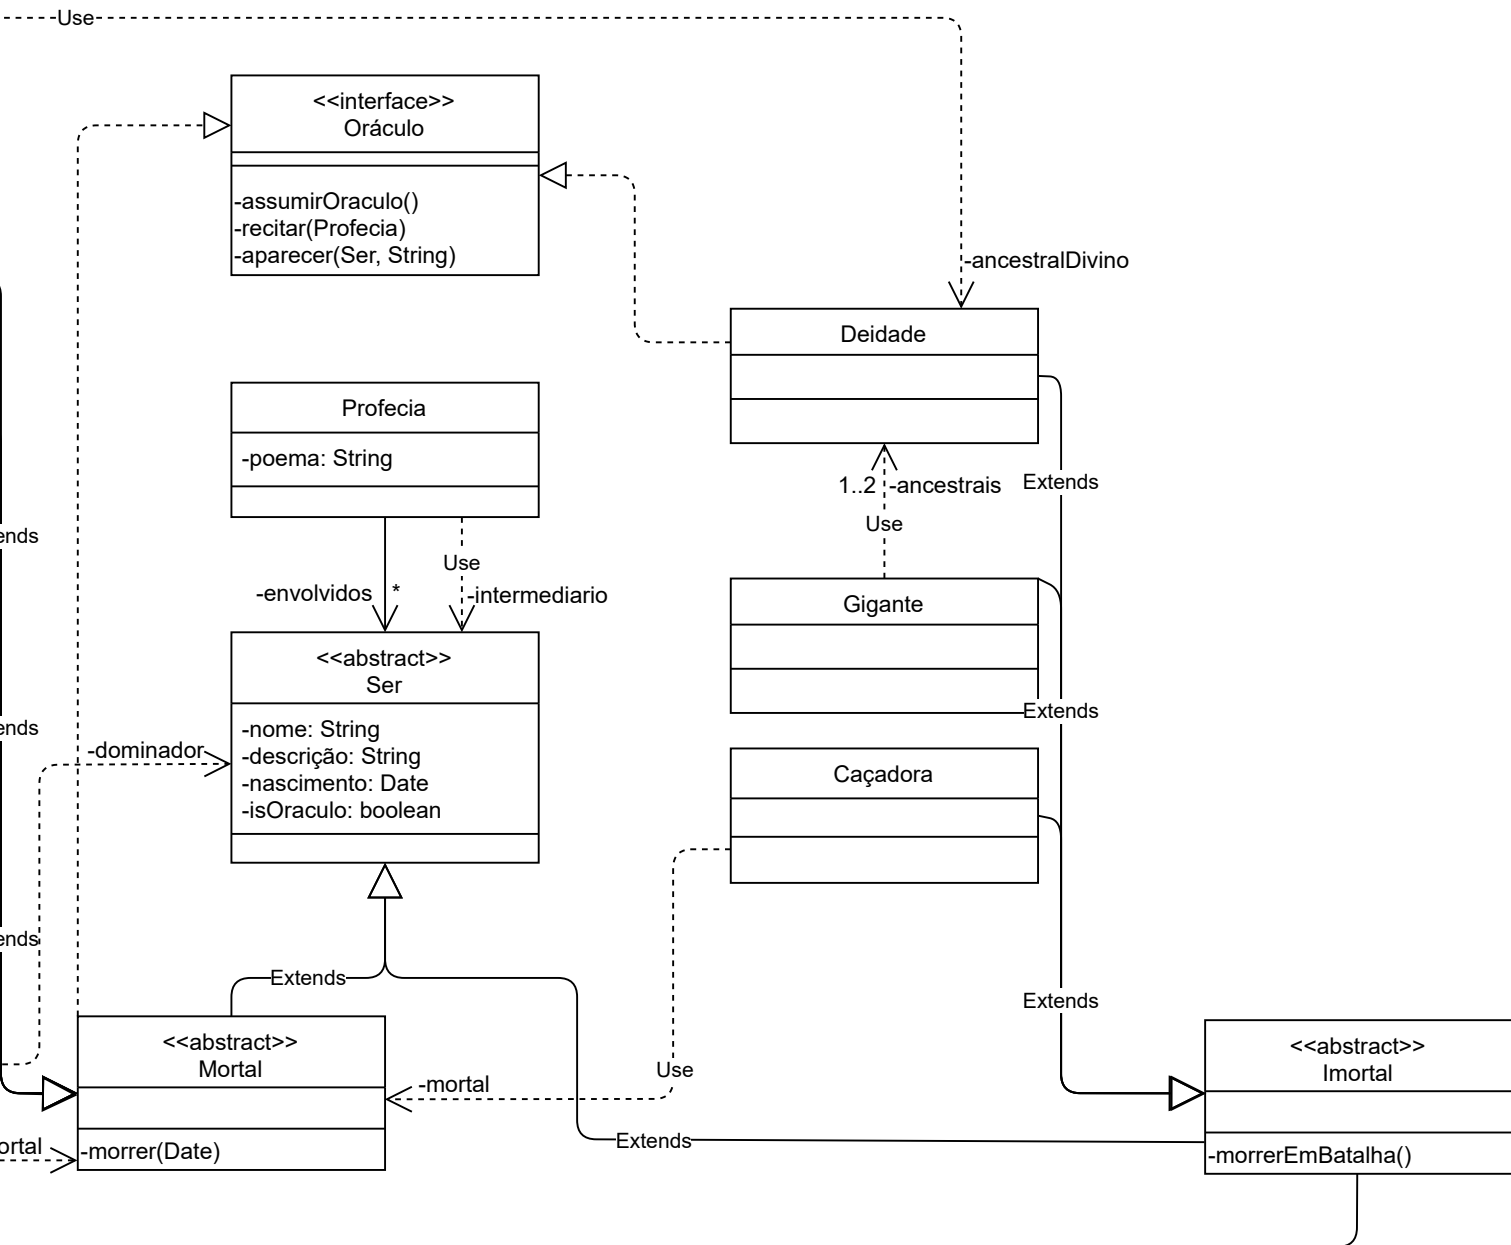 Use
<<interface>>
Oráculo
-assumirOraculo()
-recitar(Profecia)
-aparecer(Ser, String)
-ancestralDivino
Deidade
Profecia
-poema: String
Extends
1..2 -ancestrais
Use
ends
Use
-envolvidos *
-intermediario
Gigante
<<abstract>>
Ser
-nome: String
-descrição: String
-nascimento: Date
-isOraculo: boolean
Extends
ends
-dominador
Caçadora
ends
Extends
Extends
<<abstract>>
Mortal
-morrer(Date)
Use
-mortal
<<abstract>>
Imortal
-morrerEmBatalha()
Extends
ortal